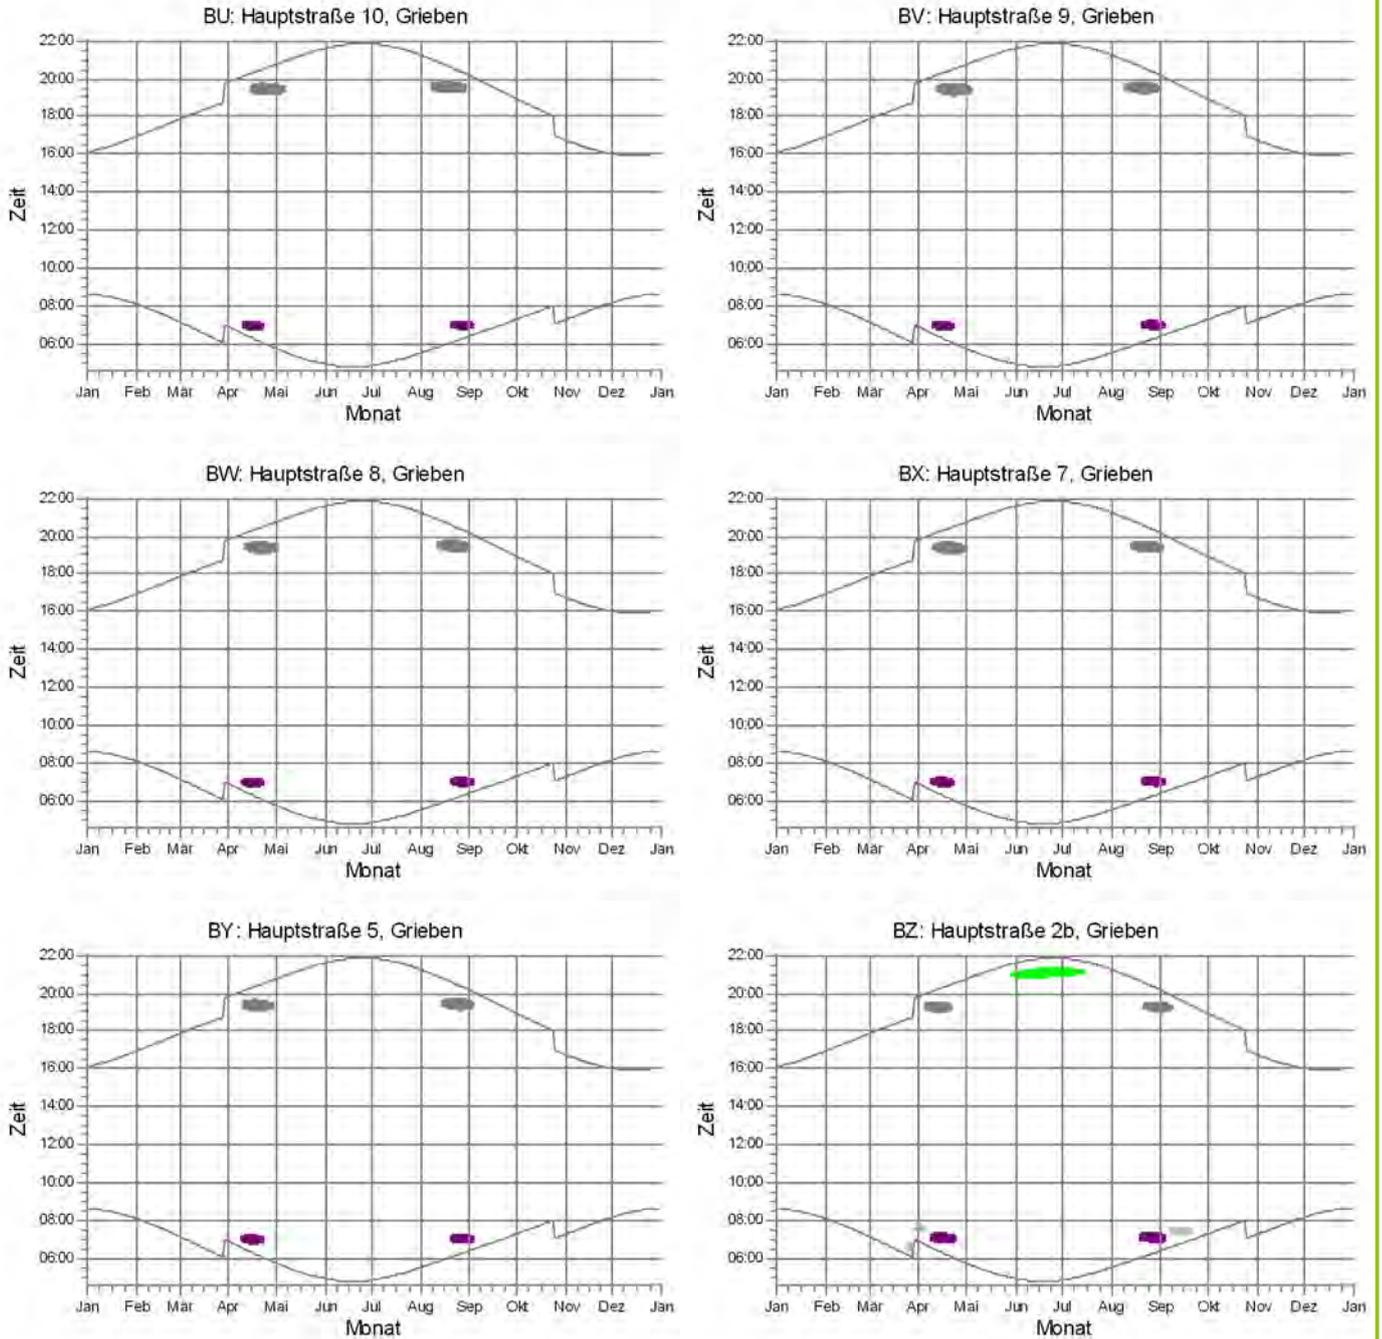 BU: Hauptstraße 10, Grieben
22:00
20:00
18:00
16:00
14:00
12:00
10:00
08:00
06:00
Zeit
Jan Feb Mär Apr Mai Jun Jul Aug Sep Okt Nov Dez Jan
Monat
BV: Hauptstraße 9, Grieben
22:00
20:00
18:00
16:00
14:00
12:00
10:00
08:00
06:00
Zeit
Jan Feb Mär Apr Mai Jun Jul Aug Sep Okt Nov Dez Jan
Monat
BW: Hauptstraße 8, Grieben
22:00
20:00
18:00
16:00
14:00
12:00
10:00
08:00
06:00
Zeit
Jan Feb Mär Apr Mai Jun Jul Aug Sep Okt Nov Dez Jan
Monat
BX: Hauptstraße 7, Grieben
22:00
20:00
18:00
16:00
14:00
12:00
10:00
08:00
06:00
Zeit
Jan Feb Mär Apr Mai Jun Jul Aug Sep Okt Nov Dez Jan
Monat
BY: Hauptstraße 5, Grieben
22:00
20:00
18:00
16:00
14:00
12:00
10:00
08:00
06:00
Zeit
Jan Feb Mär Apr Mai Jun Jul Aug Sep Okt Nov Dez Jan
Monat
BZ: Hauptstraße 2b, Grieben
22:00
20:00
18:00
16:00
14:00
12:00
10:00
08:00
06:00
Zeit
Jan Feb Mär Apr Mai Jun Jul Aug Sep Okt Nov Dez Jan
Monat